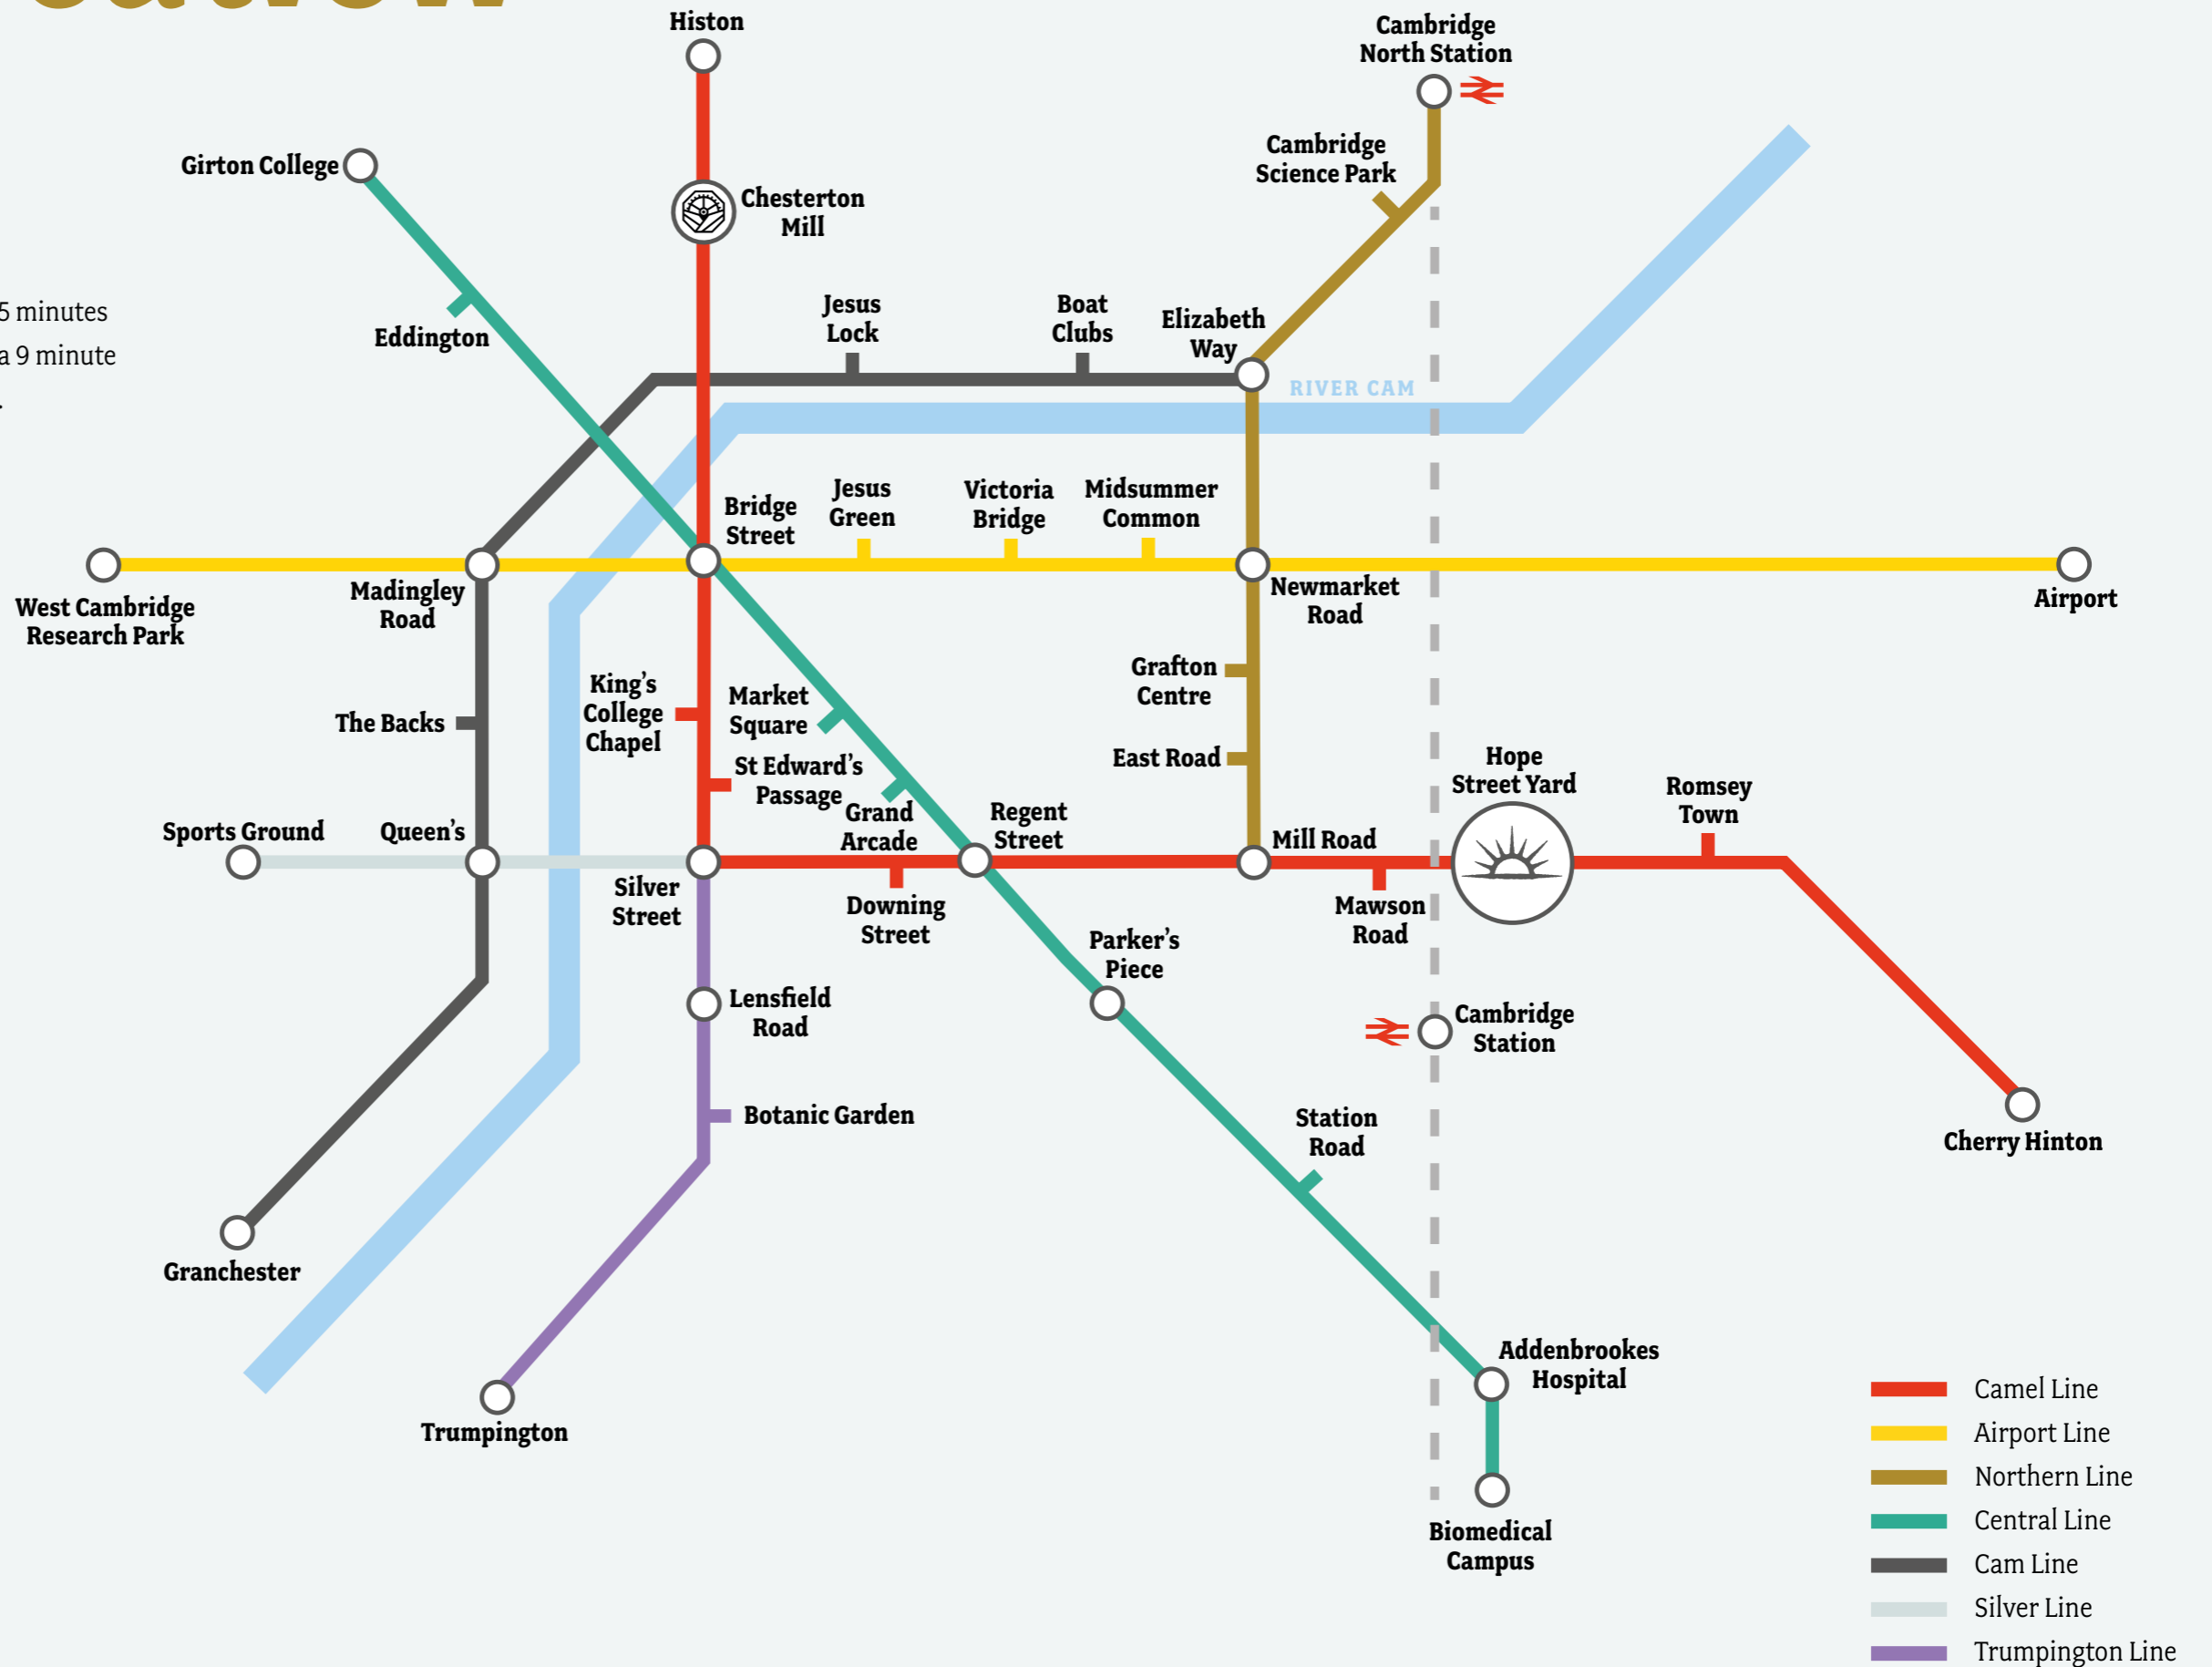 Histon
Cambridge
North Station
Girton College
Cambridge
Science Park
Chesterton
Mill
5 minutes
a 9 minute
.
Eddington
Jesus
Lock
Boat
Clubs
Elizabeth
Way
RIVER CAM
Bridge
Street
Jesus
Green
Victoria
Bridge
Midsummer
Common
West Cambridge
Research Park
Madingley
Road
Newmarket
Road
Airport
The Backs
King's
College
Chapel
Market
Square
Grafton
Centre
East Road
St Edward's
Passage
Grand
Arcade
Regent
Street
Hope
Street Yard
Romsey
Town
Sports Ground
Queen's
Mill Road
Silver
Street
Downing
Street
Mawson
Road
Parker's
Piece
Lensfield
Road
Cambridge
Station
Botanic Garden
Station
Road
Cherry Hinton
Granchester
Trumpington
Addenbrookes
Hospital
Biomedical
Campus
Camel Line
Airport Line
Northern Line
Central Line
Cam Line
Silver Line
Trumpington Line